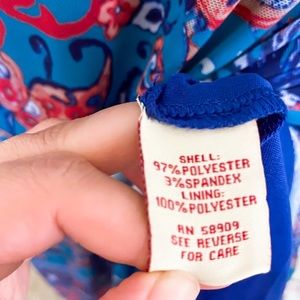 SHELL:
97%POLYESTER
3%SPANDEX
LINING:
100%POLYESTER
RN 58909
SEE REVERSE
FOR CARE